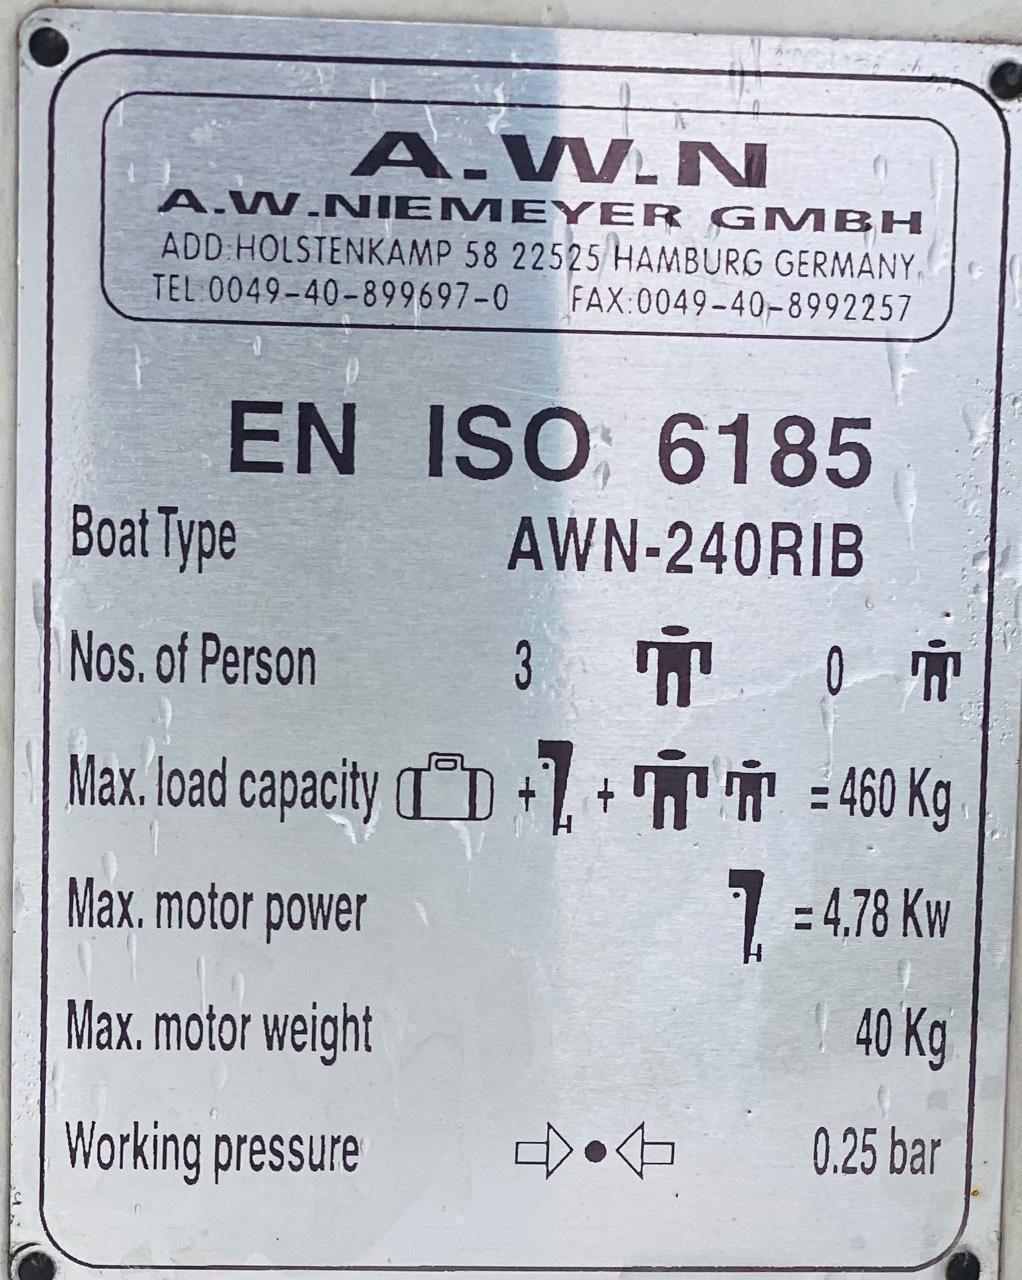 A.W.N
A.W.NIEMEYER GMBH
ADD:HOLSTENKAMP 58 22525 HAMBURG GERMANY
TEL:0049-40-899697-0 FAX:0049-40-8992257
EN ISO 6185
Boat Type AWN-240RIB
Nos. of Person 3 0
Max. load capacity + + = 460 Kg
Max. motor power = 4.78 Kw
Max. motor weight 40 Kg
Working pressure 0.25 bar